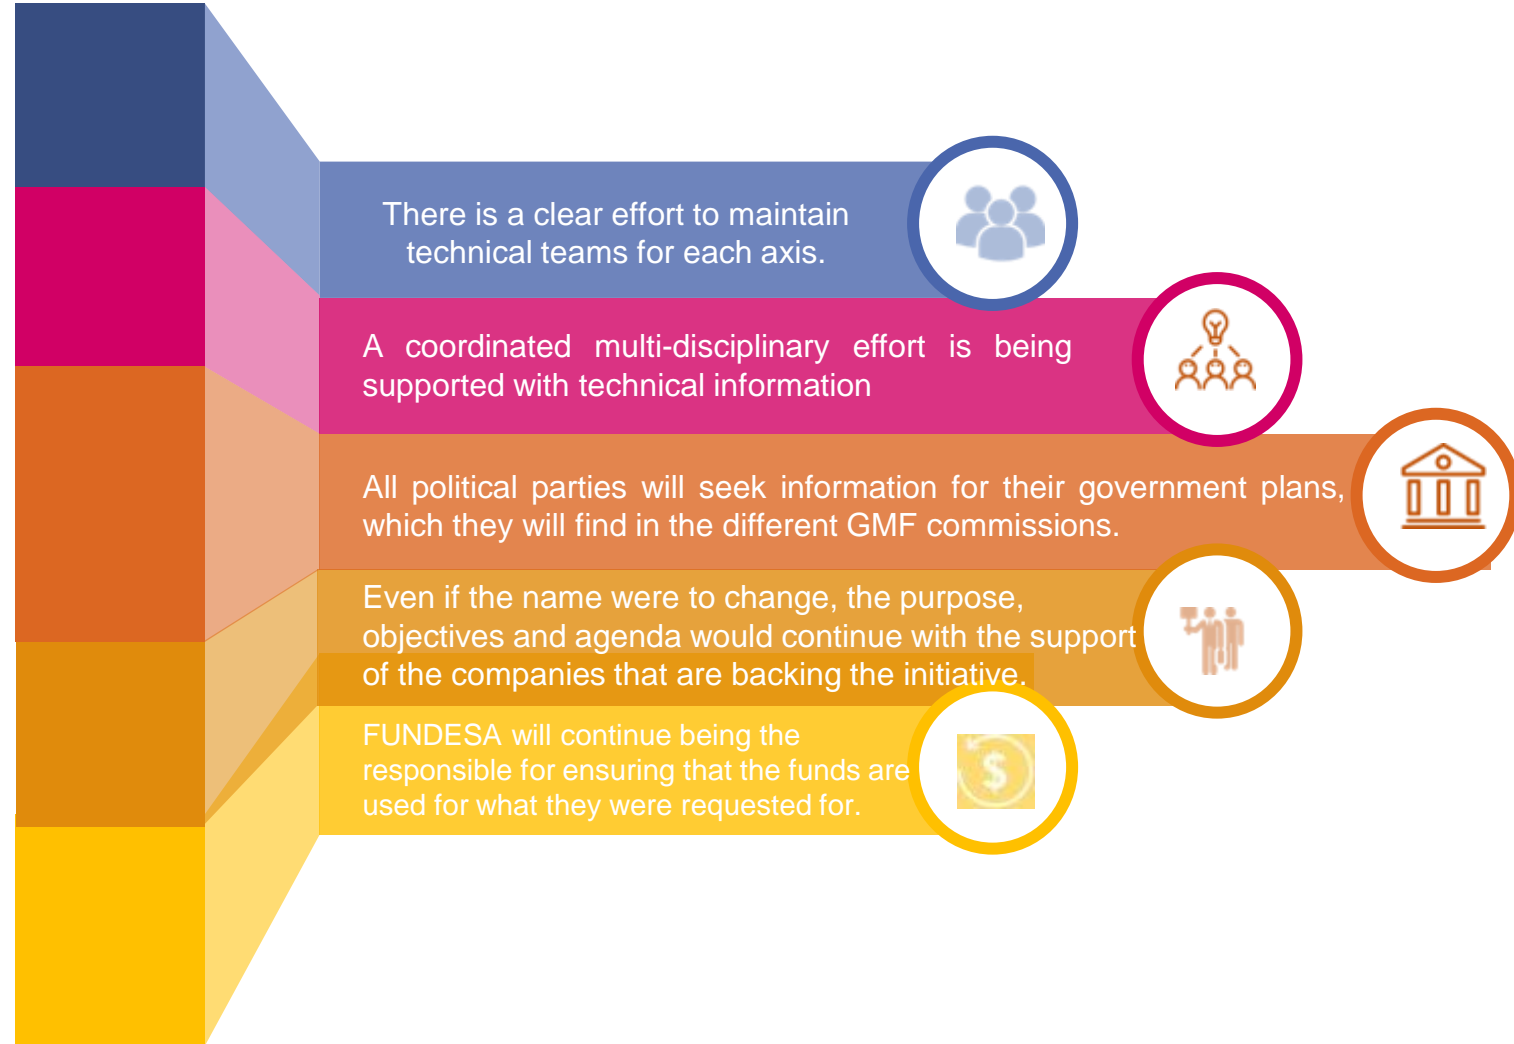 There is a clear effort to maintain
technical teams for each axis.
A coordinated multi-disciplinary effort is being
supported with technical information
All political parties will seek information for their government plans,
which they will find in the different GMF commissions.
Even if the name were to change, the purpose,
objectives and agenda would continue with the support
of the companies that are backing the initiative.
FUNDESA will continue being the
responsible for ensuring that the funds are
used for what they were requested for.
$